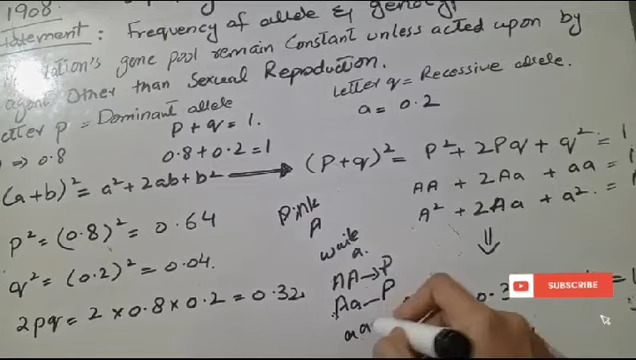 1908.
Statement: Frequency of allele &
gene pool remain Constant unless acted upon by
agent Other than Sexual Reproduction.
Letter p = Dominant allele
Letter q = Recessive allele.
P + q = 1.
a = 0.2
=> 0.8
0.8 + 0.2 = 1
(a+b)² = a² + 2ab + b² → (P+q)² = P² + 2Pq + q² = 1
AA + 2Aa + aa = 1
A² + 2Aa + a² =
P² = (0.8)² = 0.64
Pink
A
q² = (0.2)² = 0.04.
a.
AA → P
2pq = 2 × 0.8 × 0.2 = 0.32
Aa – P
aa
SUBSCRIBE